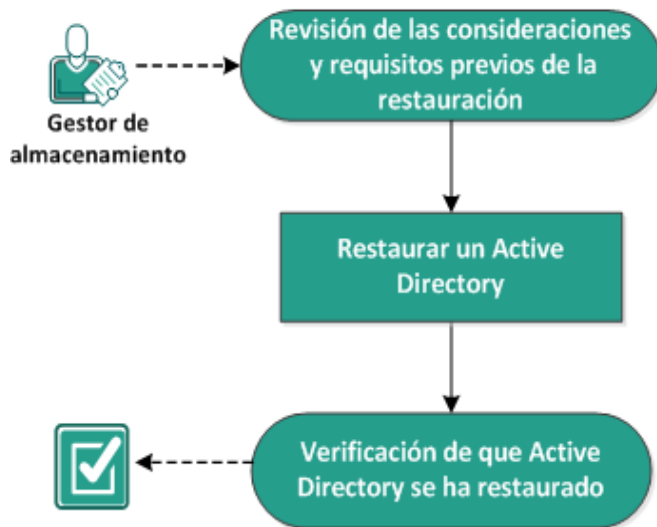 Revisión de las consideraciones
y requisitos previos de la
restauración
Gestor de
almacenamiento
Restaurar un Active
Directory
Verificación de que Active
Directory se ha restaurado